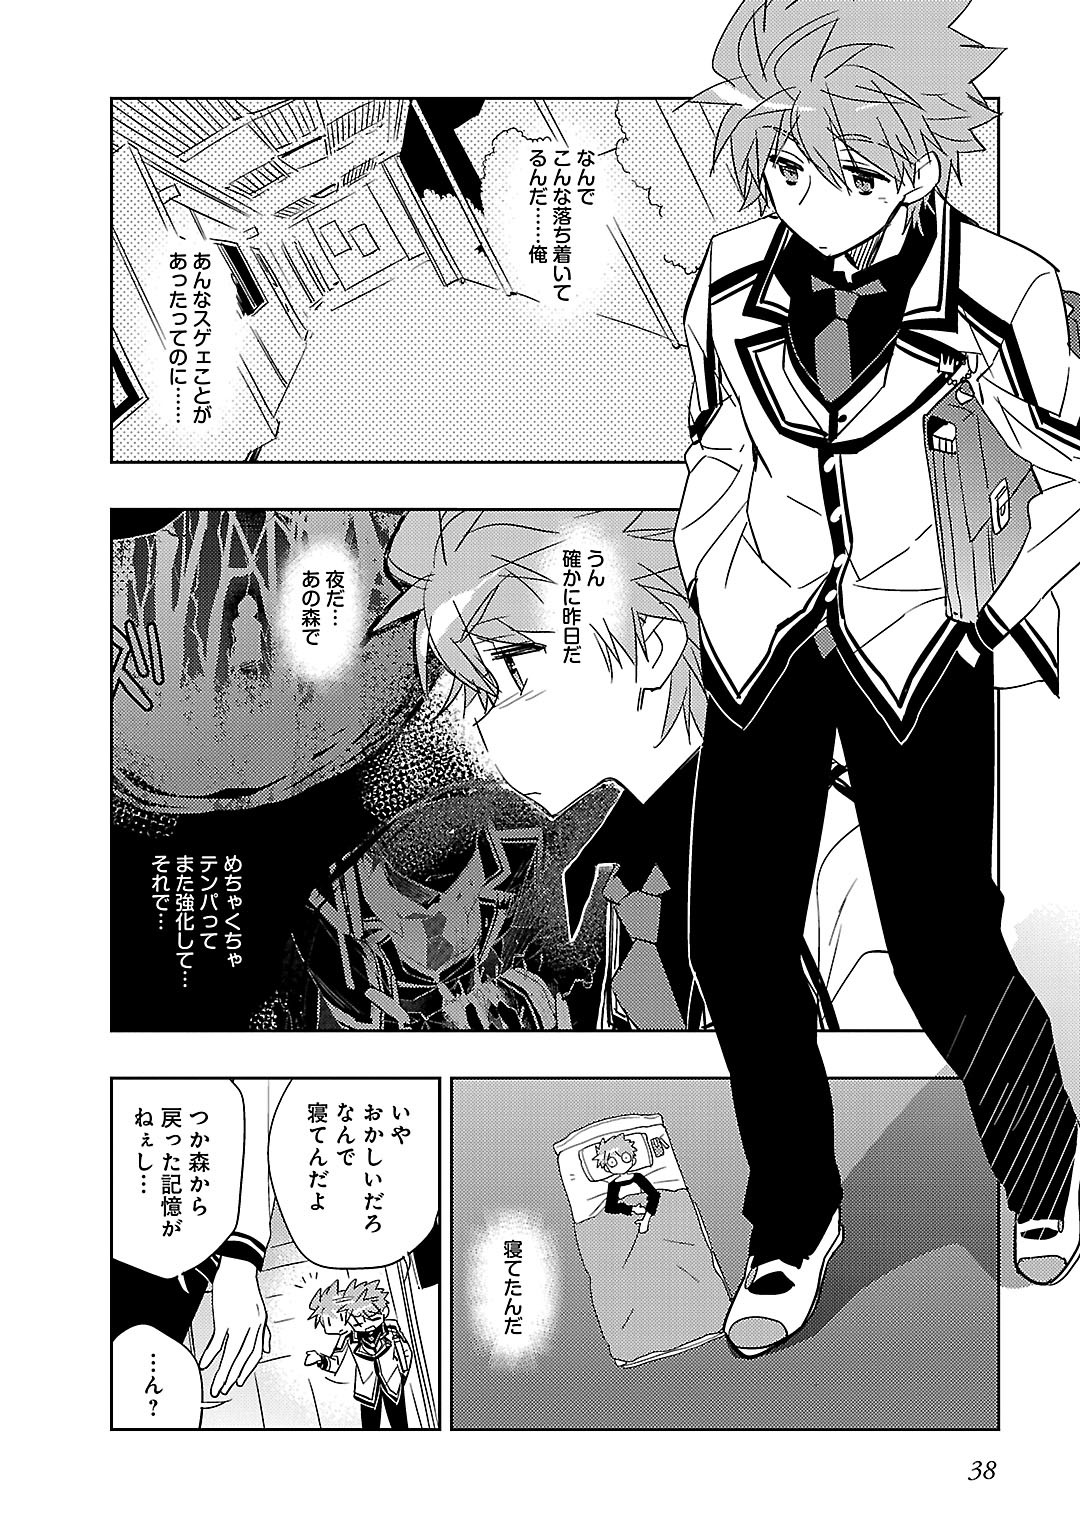 なんで
こんな落ち着いて
るんだ……俺
あんなスゲェことが
あったってのに……
うん
確かに昨日だ
夜だ…
あの森で
めちゃくちゃ
テンパって
また強化して…
それで…
寝てたんだ
いや
おかしいだろ
なんで
寝てんだよ
つか森から
戻った記憶が
ねぇし…
…ん?
38